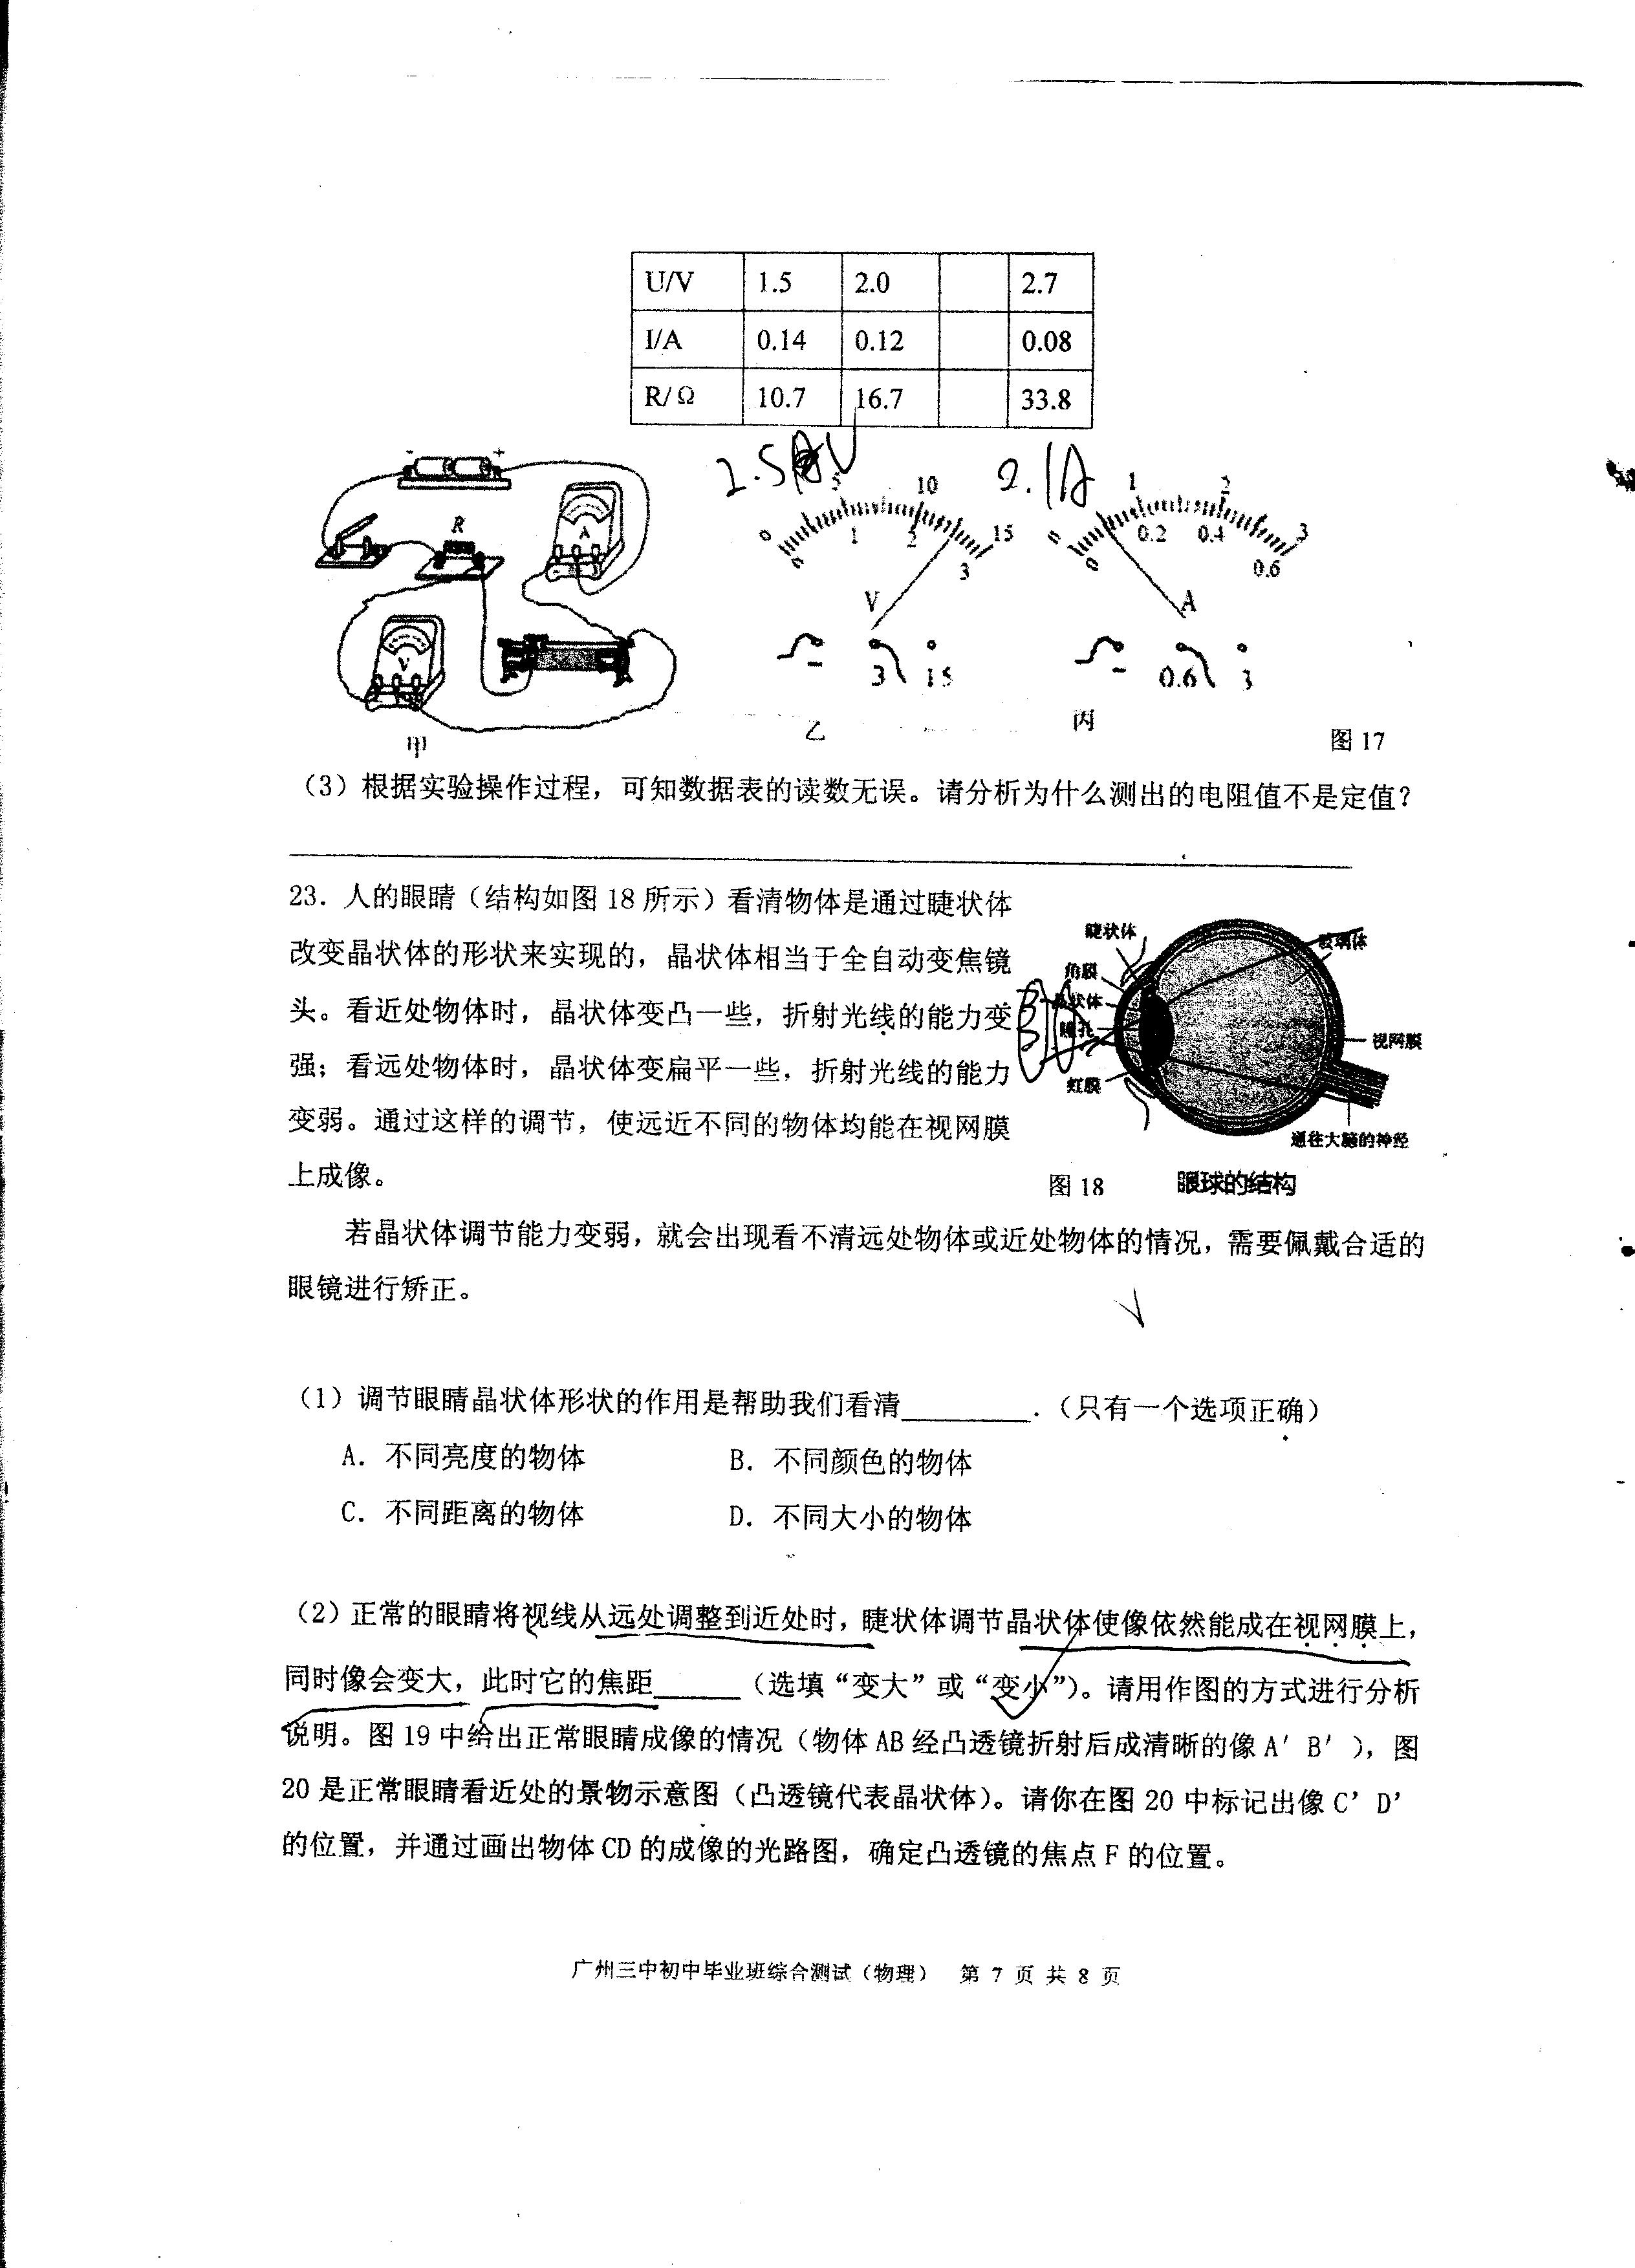 U/V 1.5 2.0 2.7
I/A 0.14 0.12 0.08
R/Ω 10.7 16.7 33.8
2.5 V
0.1A
- +
R
A
V
甲
0 5 10 15
0 1 2 3
V
- 3 15
乙
0 1 2 3
0 0.2 0.4 0.6
A
- 0.6 3
丙
图 17
（3）根据实验操作过程，可知数据表的读数无误。请分析为什么测出的电阻值不是定值？
23．人的眼睛（结构如图 18 所示）看清物体是通过睫状体
改变晶状体的形状来实现的，晶状体相当于全自动变焦镜
头。看近处物体时，晶状体变凸一些，折射光线的能力变
强；看远处物体时，晶状体变扁平一些，折射光线的能力
变弱。通过这样的调节，使远近不同的物体均能在视网膜
上成像。
睫状体
角膜
晶状体
瞳孔
虹膜
玻璃体
视网膜
通往大脑的神经
图 18 眼球的结构
若晶状体调节能力变弱，就会出现看不清远处物体或近处物体的情况，需要佩戴合适的
眼镜进行矫正。
（1）调节眼睛晶状体形状的作用是帮助我们看清_________．（只有一个选项正确）
A．不同亮度的物体 B．不同颜色的物体
C．不同距离的物体 D．不同大小的物体
（2）正常的眼睛将视线从远处调整到近处时，睫状体调节晶状体使像依然能成在视网膜上，
同时像会变大，此时它的焦距______（选填“变大”或“变小”）。请用作图的方式进行分析
说明。图 19 中给出正常眼睛成像的情况（物体 AB 经凸透镜折射后成清晰的像 A′ B′ ），图
20 是正常眼睛看近处的景物示意图（凸透镜代表晶状体）。请你在图 20 中标记出像 C’ D’
的位置，并通过画出物体 CD 的成像的光路图，确定凸透镜的焦点 F 的位置。
广州三中初中毕业班综合测试（物理） 第 7 页 共 8 页